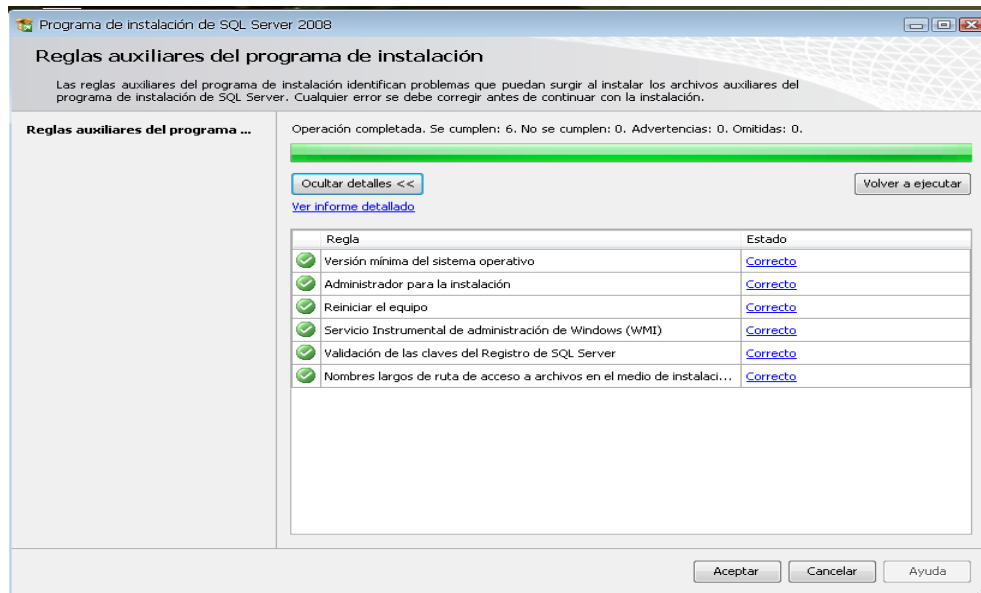 Programa de instalación de SQL Server 2008
Reglas auxiliares del programa de instalación
Las reglas auxiliares del programa de instalación identifican problemas que puedan surgir al instalar los archivos auxiliares del
programa de instalación de SQL Server. Cualquier error se debe corregir antes de continuar con la instalación.
Reglas auxiliares del programa ...
Operación completada. Se cumplen: 6. No se cumplen: 0. Advertencias: 0. Omitidas: 0.
Ocultar detalles <<
Volver a ejecutar
Ver informe detallado
Regla Estado
Versión mínima del sistema operativo Correcto
Administrador para la instalación Correcto
Reiniciar el equipo Correcto
Servicio Instrumental de administración de Windows (WMI) Correcto
Validación de las claves del Registro de SQL Server Correcto
Nombres largos de ruta de acceso a archivos en el medio de instalaci... Correcto
Aceptar Cancelar Ayuda